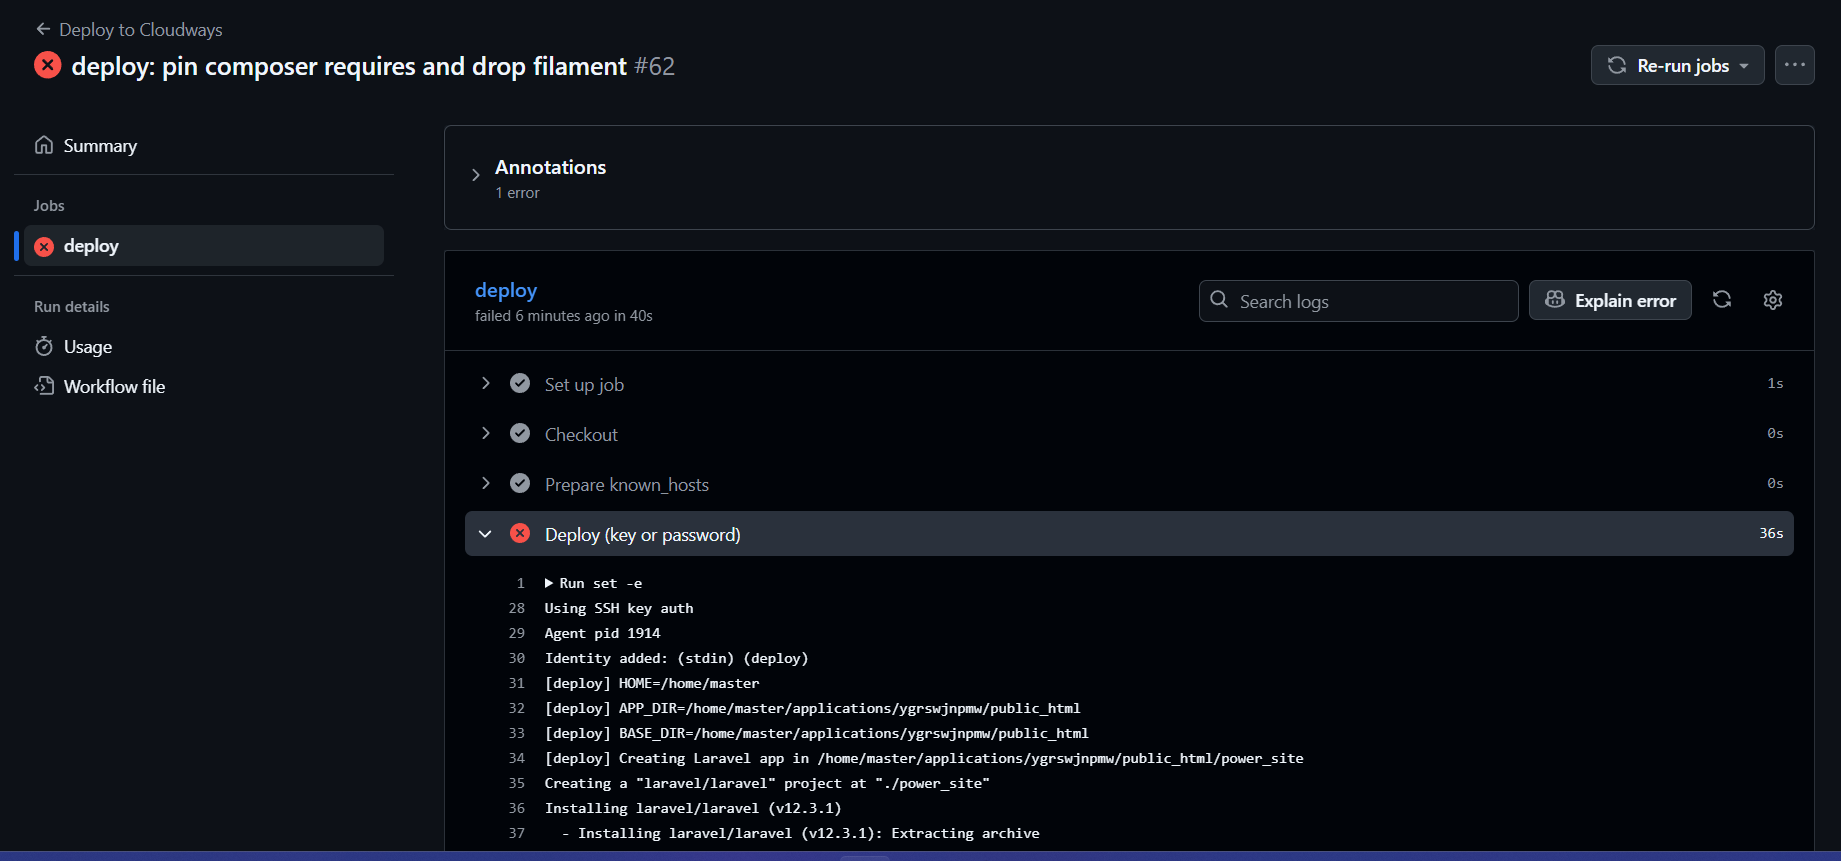 Deploy to Cloudways
deploy: pin composer requires and drop filament #62
Re-run jobs
Summary
Jobs
deploy
Run details
Usage
Workflow file
Annotations
1 error
deploy
failed 6 minutes ago in 40s
Search logs
Explain error
Set up job 1s
Checkout 0s
Prepare known_hosts 0s
Deploy (key or password) 36s
1 Run set -e
28 Using SSH key auth
29 Agent pid 1914
30 Identity added: (stdin) (deploy)
31 [deploy] HOME=/home/master
32 [deploy] APP_DIR=/home/master/applications/ygrswjnpmw/public_html
33 [deploy] BASE_DIR=/home/master/applications/ygrswjnpmw/public_html
34 [deploy] Creating Laravel app in /home/master/applications/ygrswjnpmw/public_html/power_site
35 Creating a "laravel/laravel" project at "./power_site"
36 Installing laravel/laravel (v12.3.1)
37 - Installing laravel/laravel (v12.3.1): Extracting archive